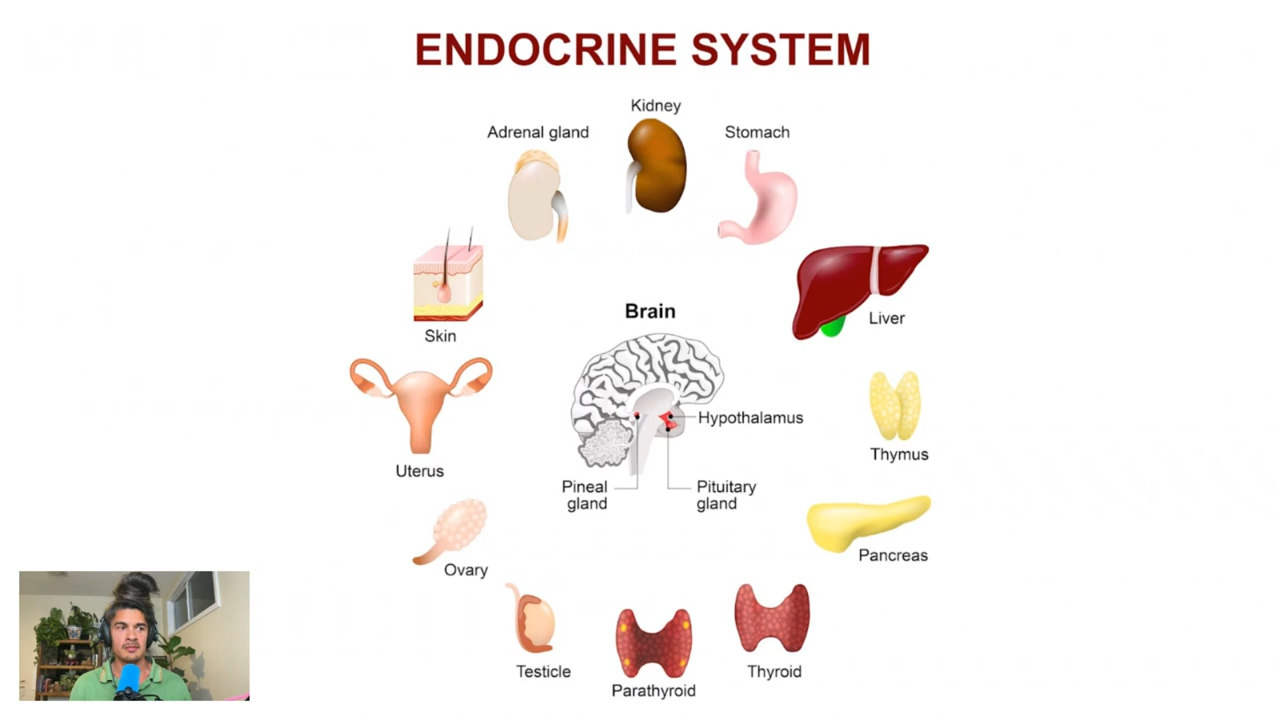 ENDOCRINE SYSTEM
Kidney
Adrenal gland
Stomach
Skin
Brain
Liver
Hypothalamus
Uterus
Thymus
Pineal
gland
Pituitary
gland
Ovary
Pancreas
Testicle
Parathyroid
Thyroid